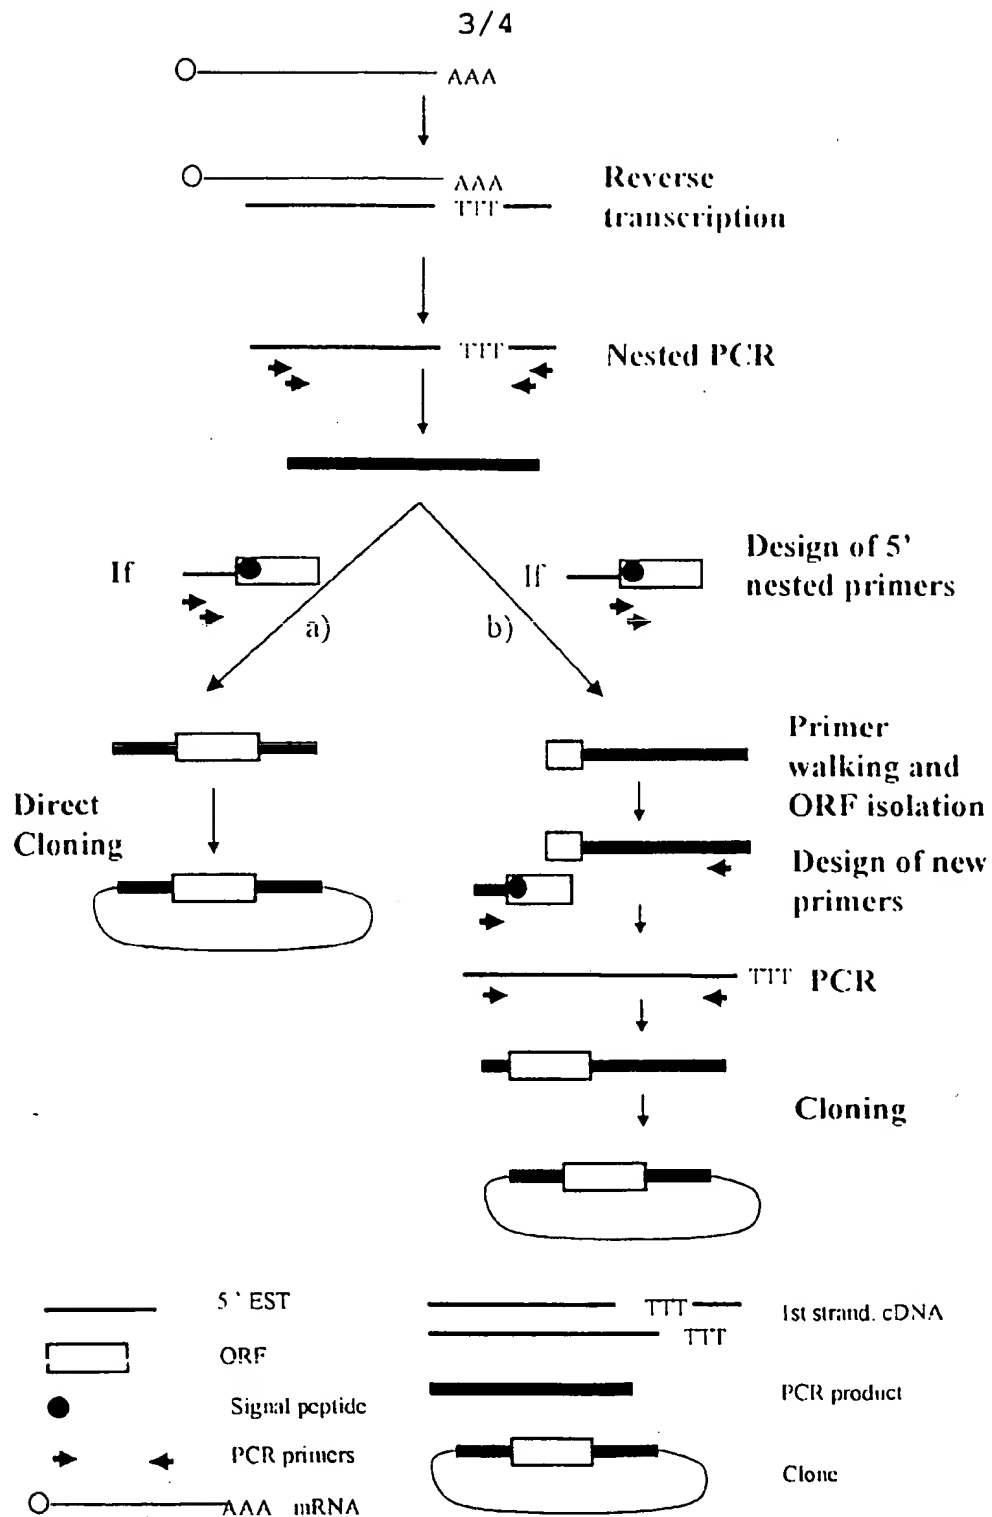 3/4
AAA
AAA
TTT
Reverse
transcription
TTT
Nested PCR
Design of 5'
nested primers
If
If
a)
b)
Primer
walking and
ORF isolation
Direct
Cloning
Design of new
primers
TTT PCR
Cloning
5' EST
ORF
Signal peptide
PCR primers
AAA mRNA
TTT
TTT
1st strand. cDNA
PCR product
Clone